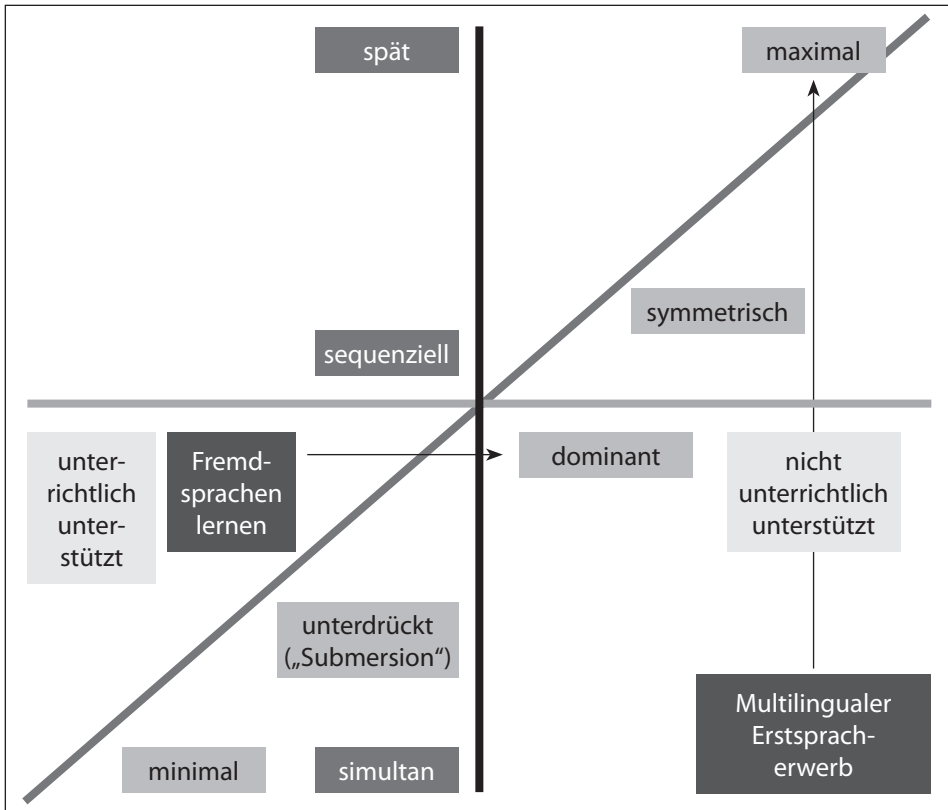 spät
maximal
symmetrisch
sequenziell
unter-
richtlich
unter-
stützt
Fremd-
sprachen
lernen
dominant
nicht
unterrichtlich
unterstützt
unterdrückt
(„Submersion“)
Multilingualer
Erstsprach-
erwerb
minimal
simultan